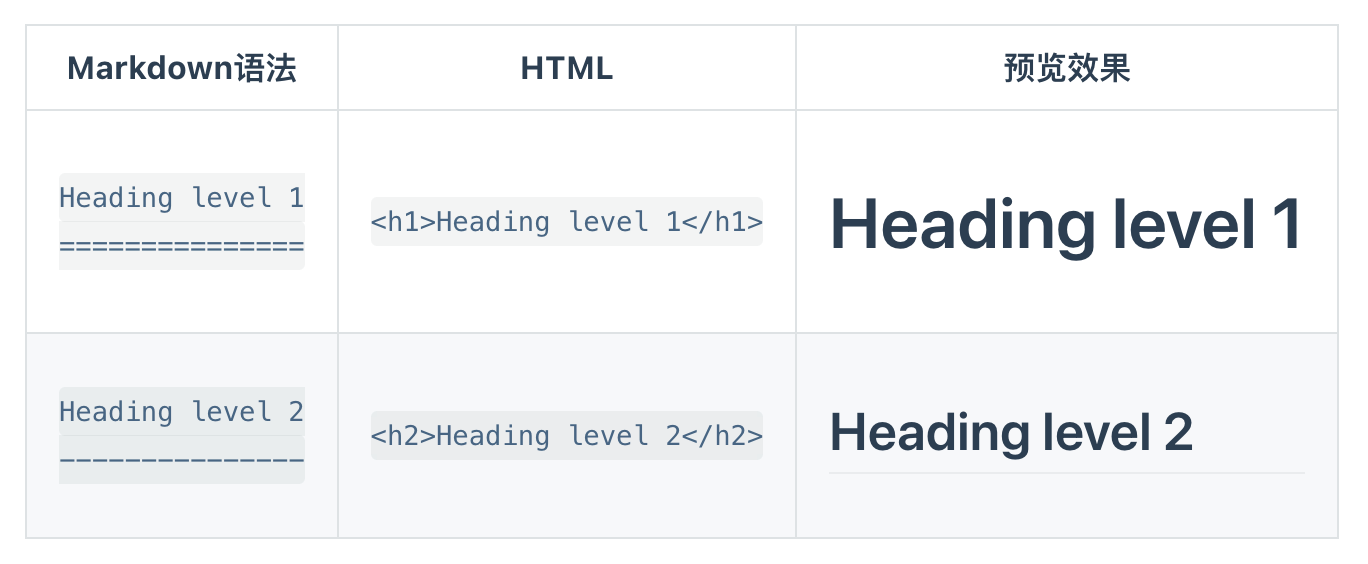 Markdown语法 HTML 预览效果
Heading level 1
===============
<h1>Heading level 1</h1>
Heading level 1
Heading level 2
---------------
<h2>Heading level 2</h2>
Heading level 2